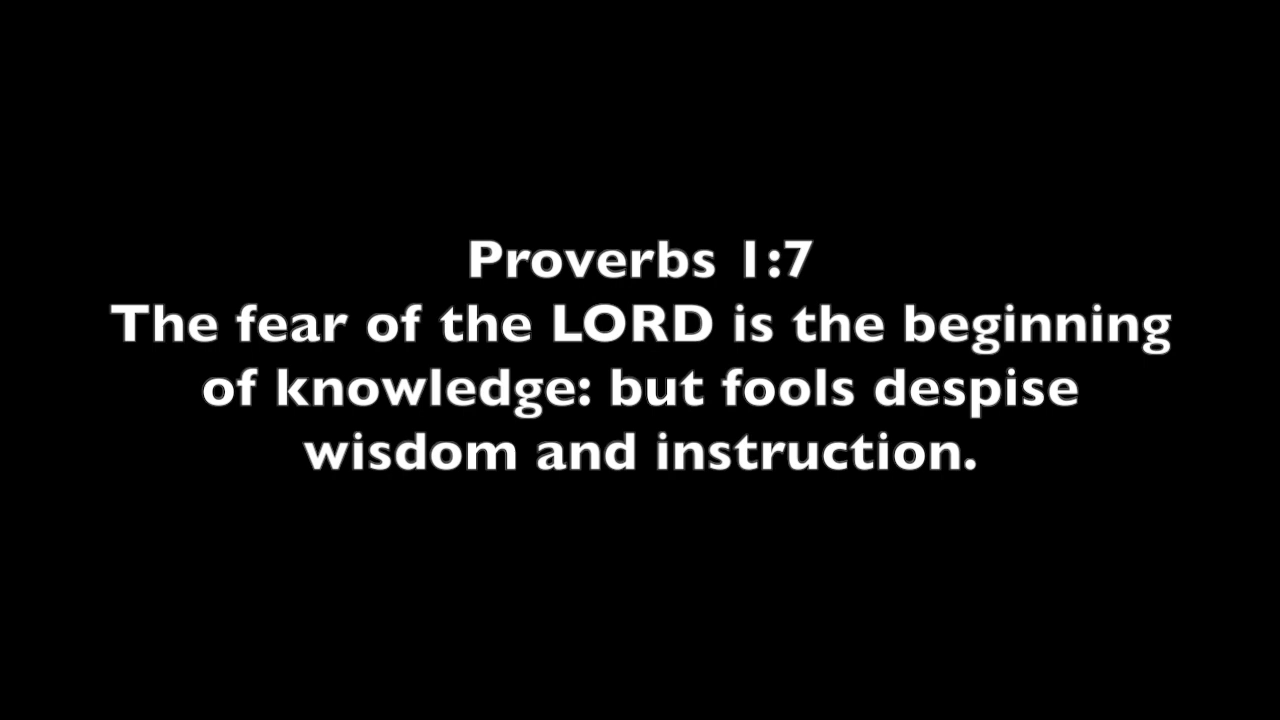 Proverbs 1:7
The fear of the LORD is the beginning
of knowledge: but fools despise
wisdom and instruction.